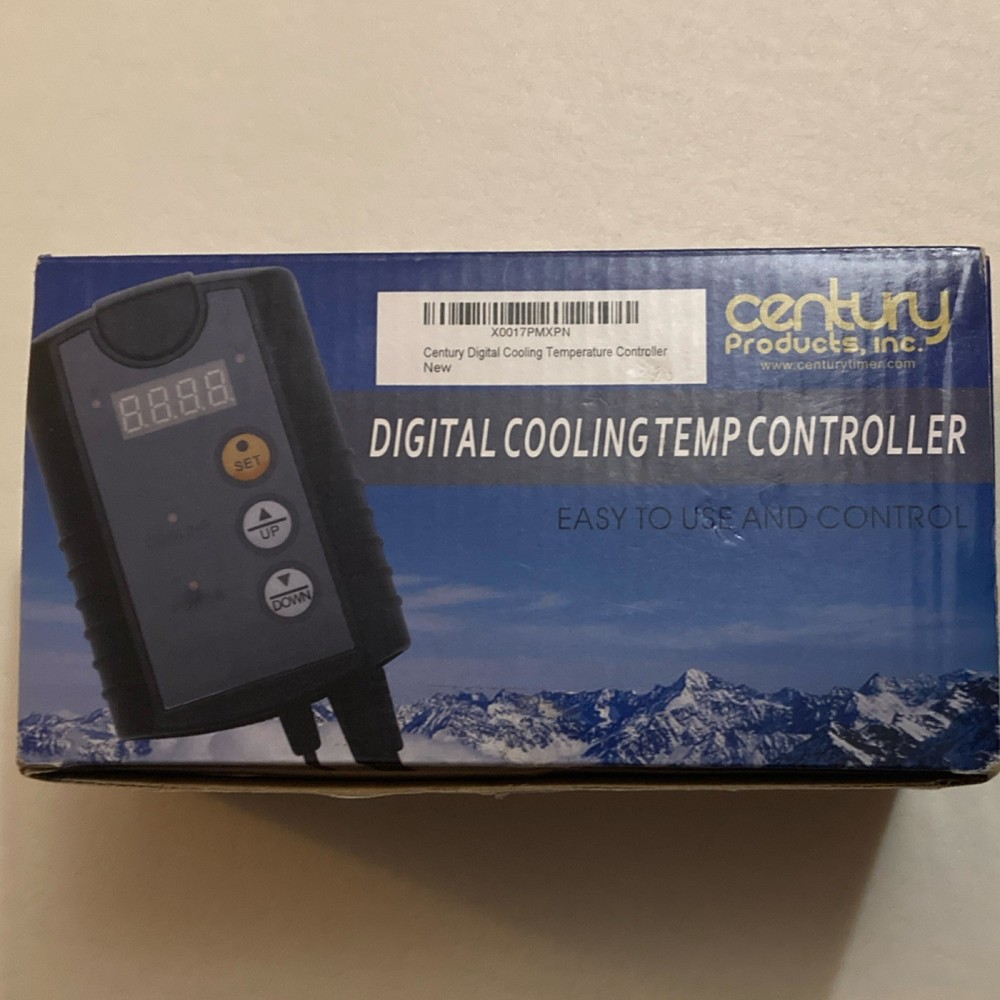 X0017PMXPN
Century Digital Cooling Temperature Controller
New
century
Products, Inc.
www.centurytimer.com
DIGITAL COOLING TEMP CONTROLLER
EASY TO USE AND CONTROL
8.8.8.8.
SET
UP
DOWN